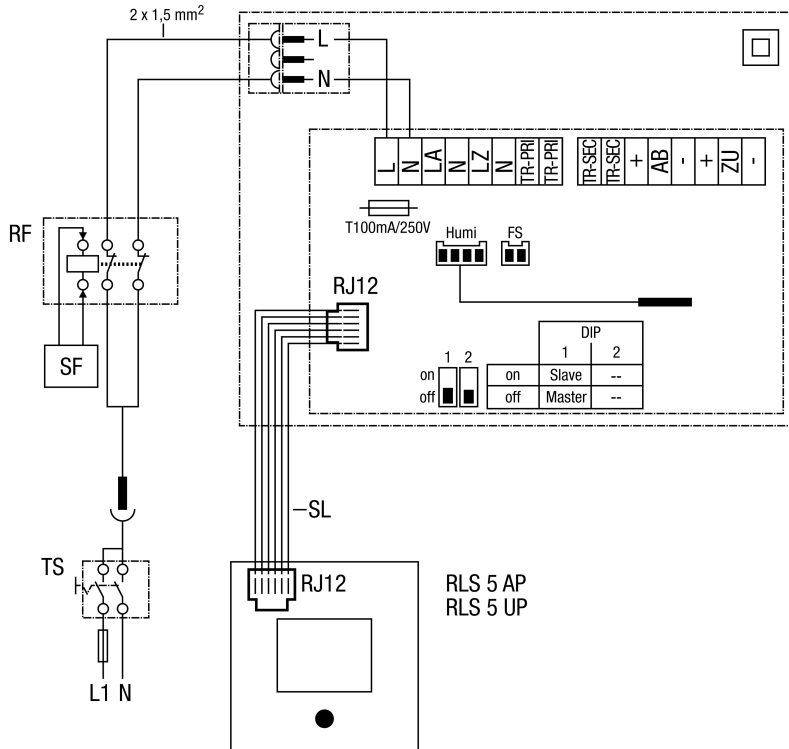 2 x 1,5 mm²
L
N
L N LA N LZ N TR-PRI TR-PRI TR-SEC TR-SEC + AB - + ZU -
T100mA/250V
Humi FS
RF
SF
RJ12
DIP
1 2
1 2
on on Slave --
off off Master --
SL
TS
RJ12
RLS 5 AP
RLS 5 UP
L1 N